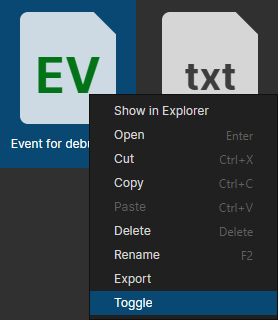 EV
txt
Event for debu
Show in Explorer
Open Enter
Cut Ctrl+X
Copy Ctrl+C
Paste Ctrl+V
Delete Delete
Rename F2
Export
Toggle